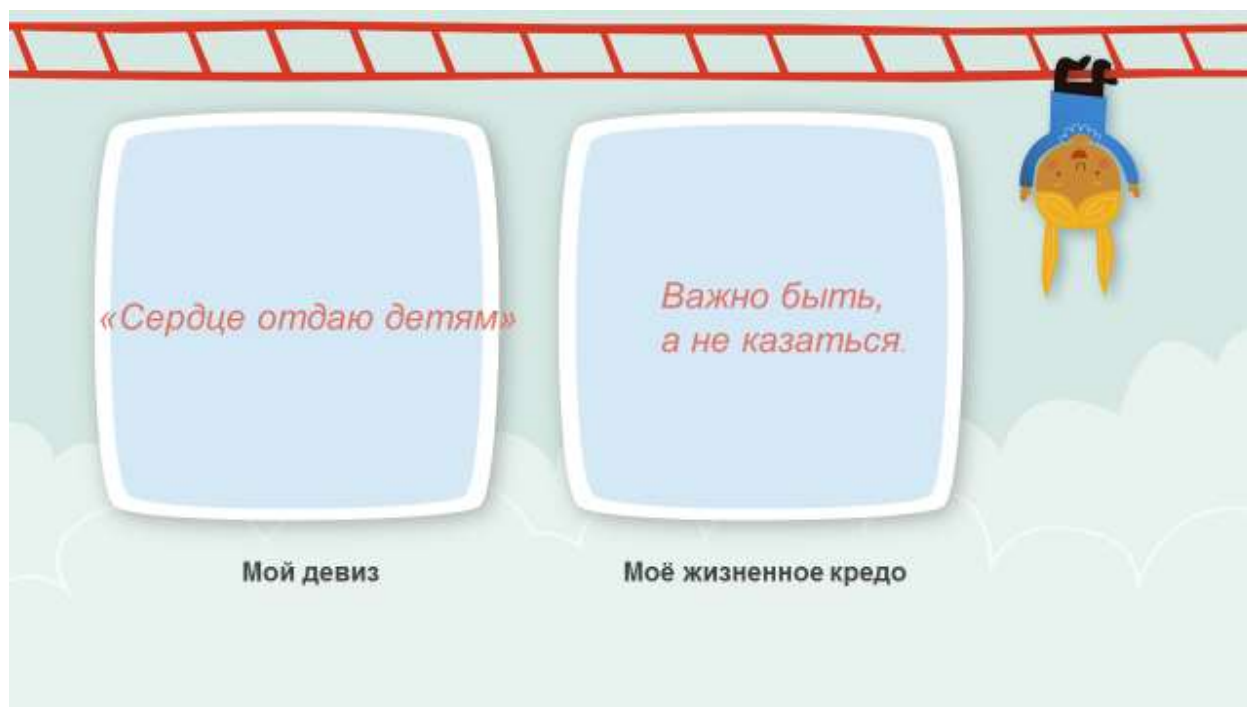 «Сердце отдаю детям»
Важно быть,
а не казаться.
Мой девиз
Моё жизненное кредо